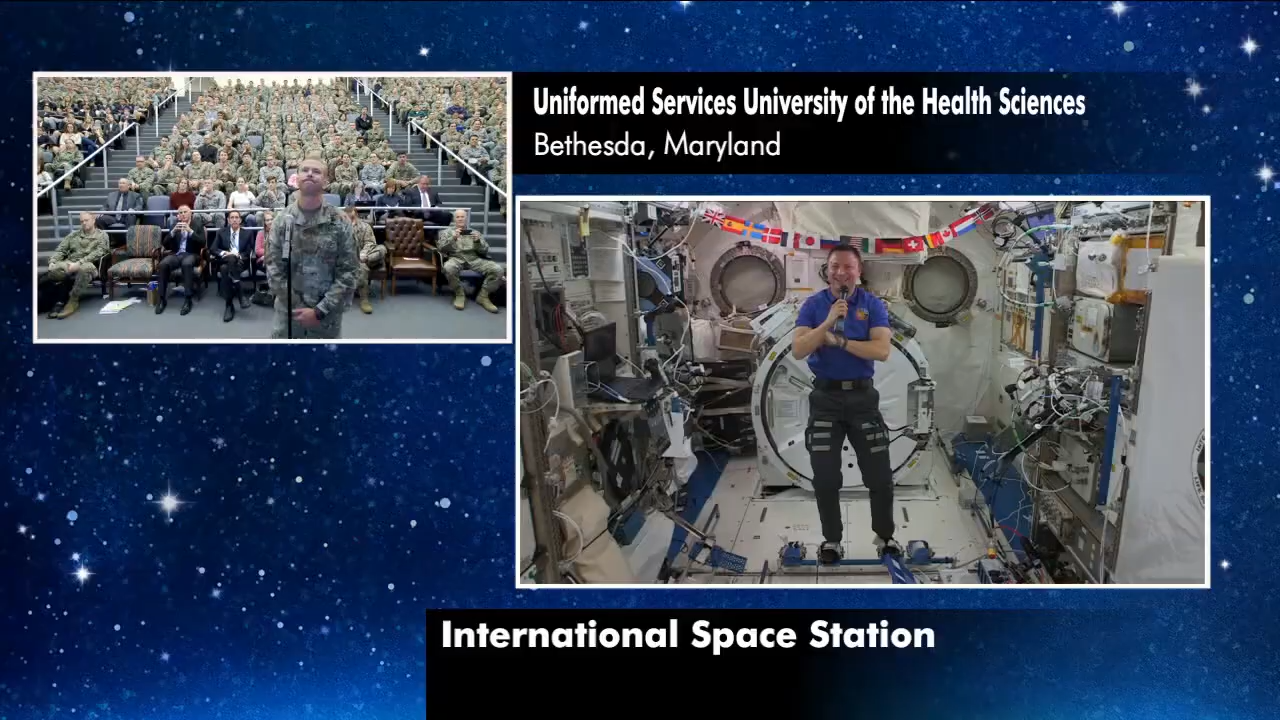 Uniformed Services University of the Health Sciences
Bethesda, Maryland
International Space Station